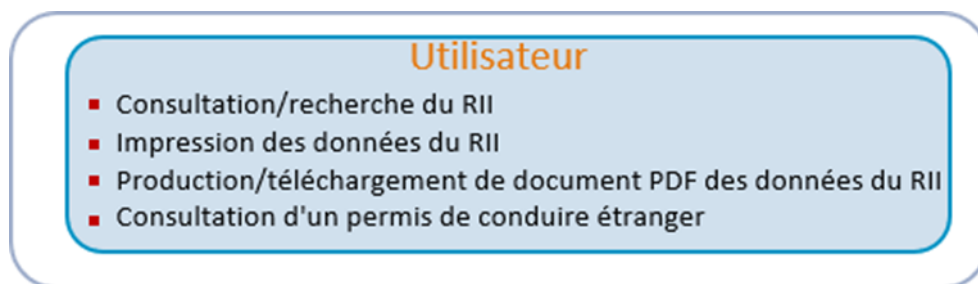 Utilisateur
Consultation/recherche du RII
Impression des données du RII
Production/téléchargement de document PDF des données du RII
Consultation d'un permis de conduire étranger